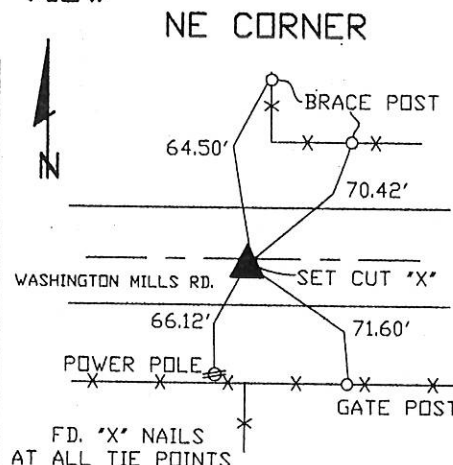 NE CORNER
BRACE POST
64.50'
N
70.42'
WASHINGTON MILLS RD.
SET CUT "X"
66.12'
71.60'
POWER POLE
GATE POST
FD. "X" NAILS
AT ALL TIE POINTS